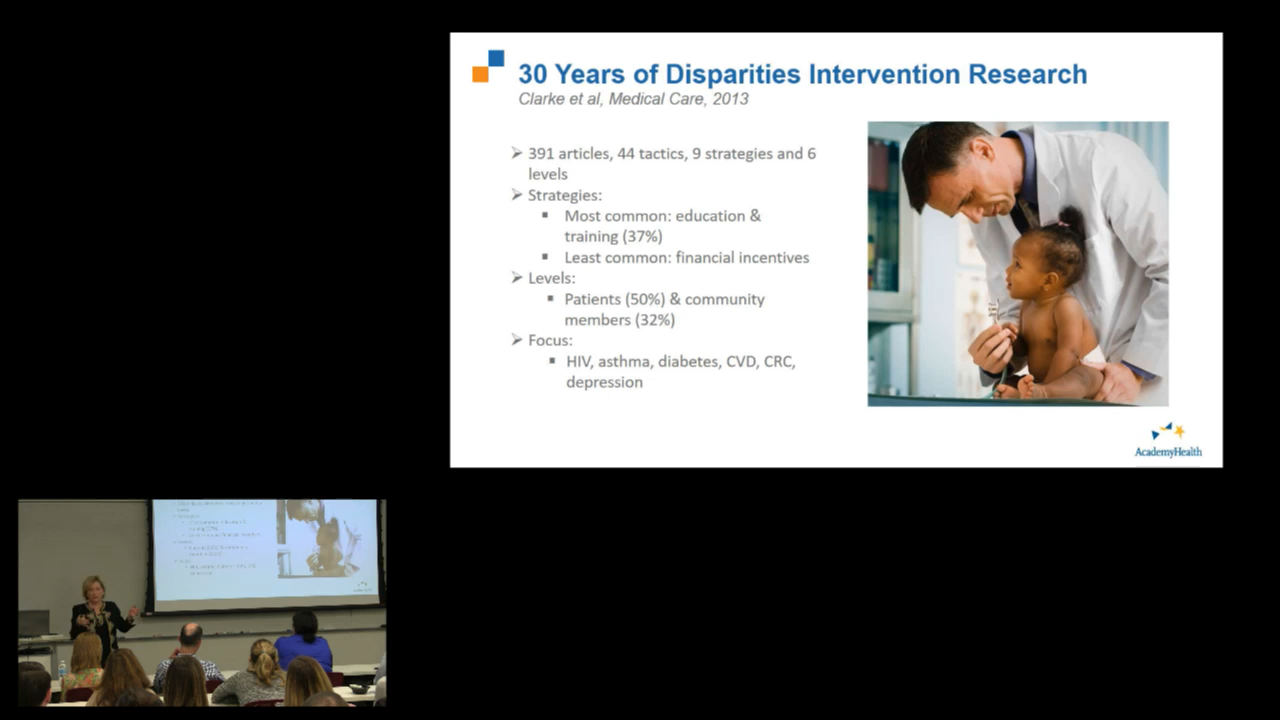 30 Years of Disparities Intervention Research
Clarke et al, Medical Care, 2013
391 articles, 44 tactics, 9 strategies and 6
levels
Strategies:
Most common: education &
training (37%)
Least common: financial incentives
Levels:
Patients (50%) & community
members (32%)
Focus:
HIV, asthma, diabetes, CVD, CRC,
depression
AcademyHealth